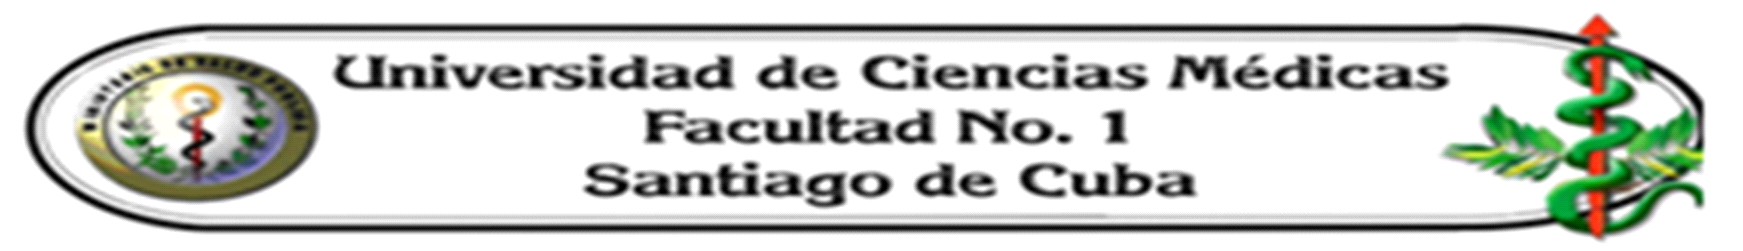 Universidad de Ciencias Médicas
Facultad No. 1
Santiago de Cuba